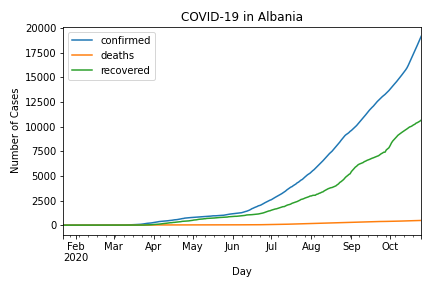 COVID-19 in Albania
20000
17500
15000
12500
10000
7500
5000
2500
0
Number of Cases
confirmed
deaths
recovered
Feb Mar Apr May Jun Jul Aug Sep Oct
2020
Day